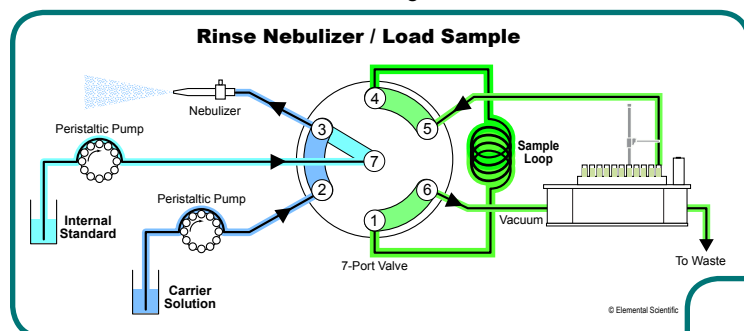 Rinse Nebulizer / Load Sample
Nebulizer
Peristaltic Pump
4
3
5
Sample
Loop
7
Peristaltic Pump
2
6
Internal
Standard
1
Vacuum
7-Port Valve
To Waste
Carrier
Solution
© Elemental Scientific